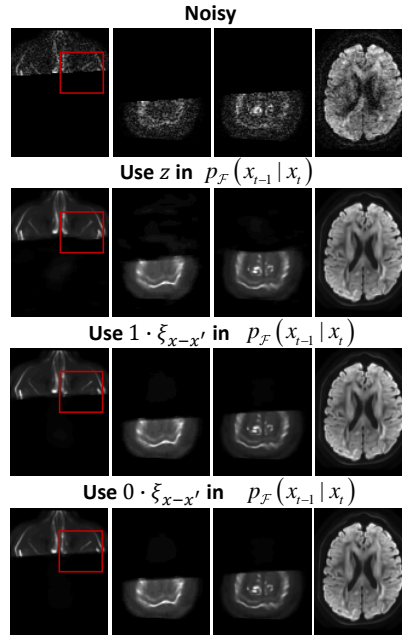 Noisy
Use z in p_ℱ(x_{t-1} | x_t)
Use 1 · ξ_{x-x′} in p_ℱ(x_{t-1} | x_t)
Use 0 · ξ_{x-x′} in p_ℱ(x_{t-1} | x_t)